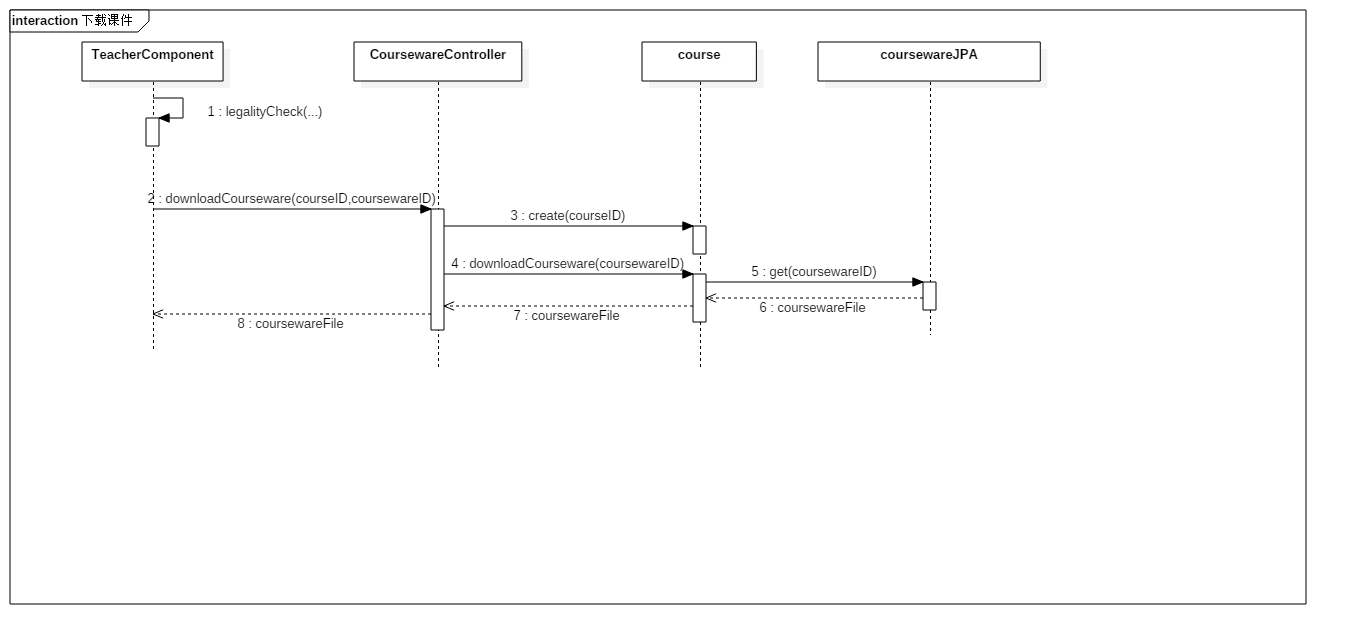 interaction 下载课件
TeacherComponent
CoursewareController
course
coursewareJPA
1 : legalityCheck(...)
2 : downloadCourseware(courseID,coursewareID)
3 : create(courseID)
4 : downloadCourseware(coursewareID)
5 : get(coursewareID)
6 : coursewareFile
7 : coursewareFile
8 : coursewareFile